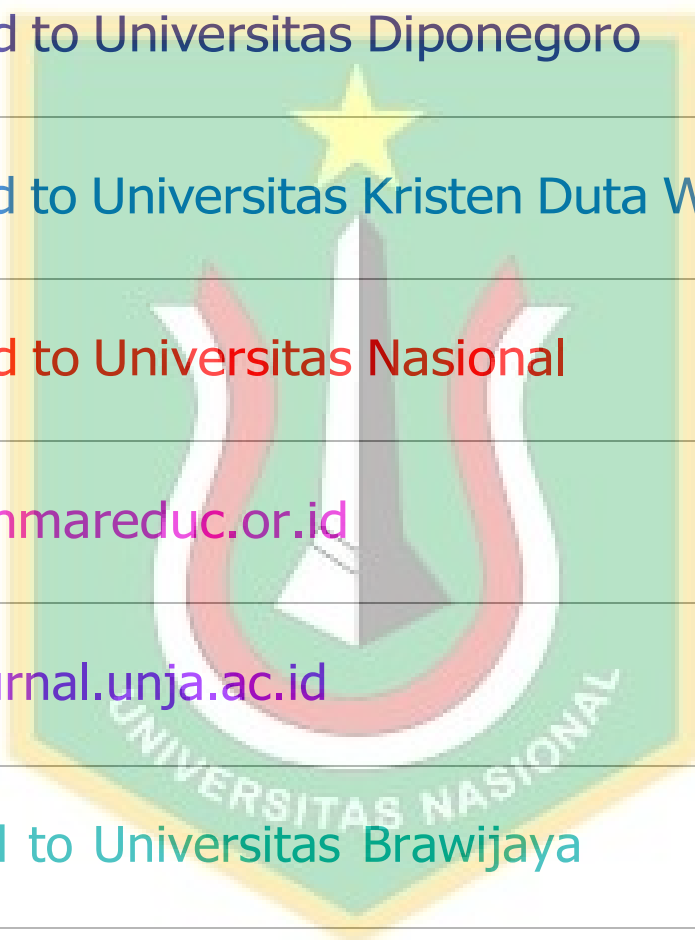 d to Universitas Diponegoro
d to Universitas Kristen Duta W
d to Universitas Nasional
nmareduc.or.id
urnal.unja.ac.id
UNIVERSITAS NASIONAL
d to Universitas Brawijaya